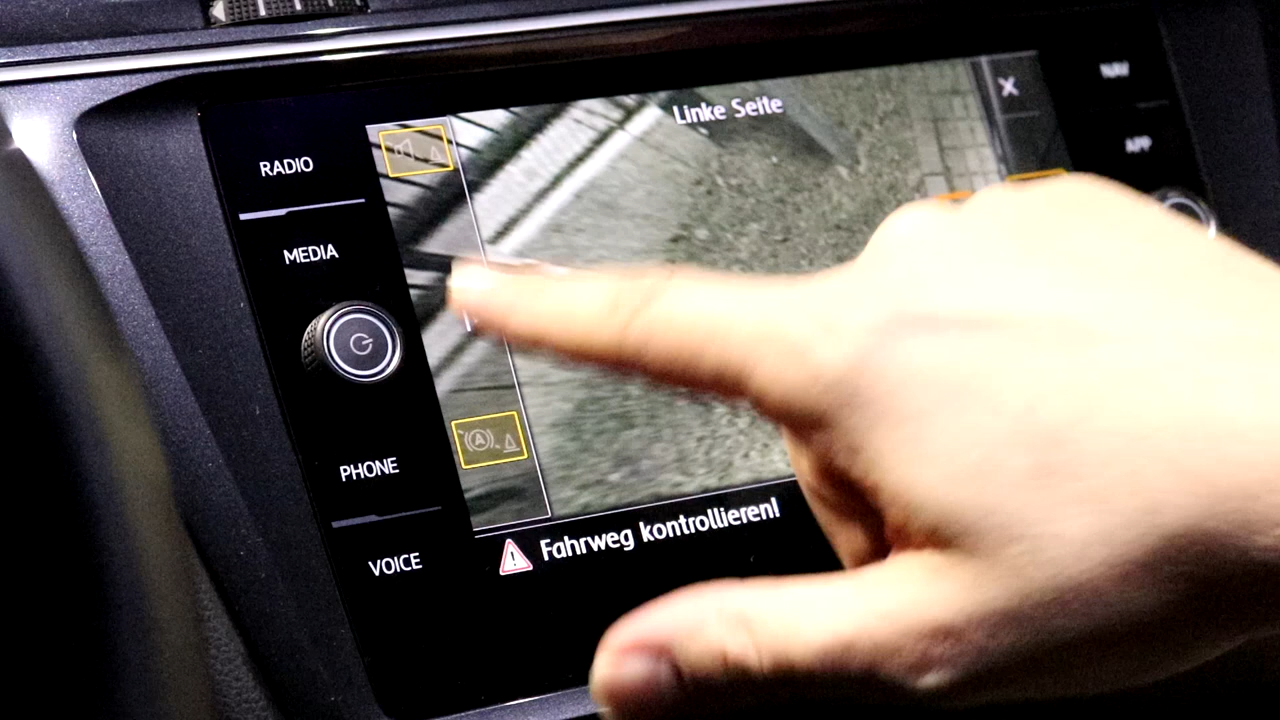 Linke Seite
NAV
RADIO
APP
MEDIA
PHONE
Fahrweg kontrollieren!
VOICE